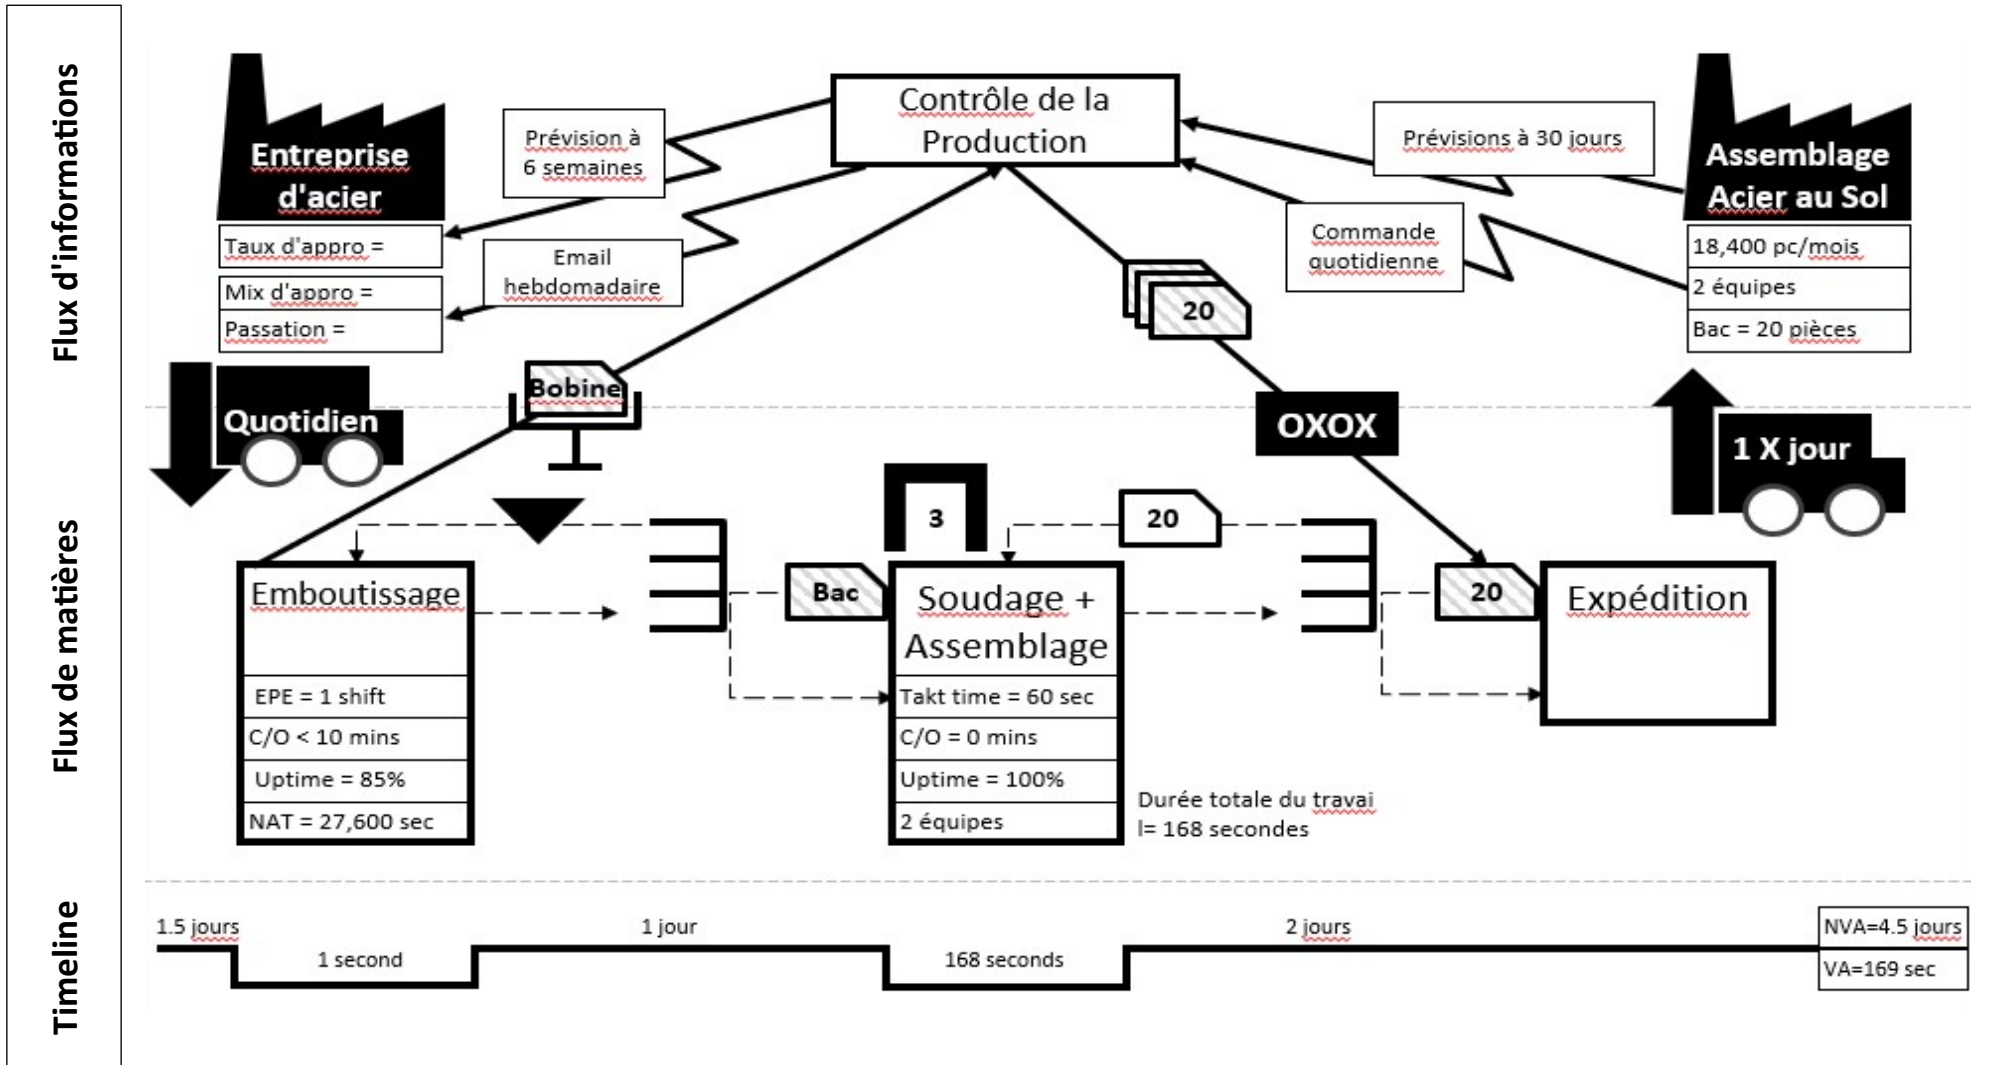 Flux d'informations
Entreprise
d'acier
Taux d'appro =
Mix d'appro =
Passation =
Prévision à
6 semaines
Email
hebdomadaire
Contrôle de la
Production
Prévisions à 30 jours
Commande
quotidienne
Assemblage
Acier au Sol
18,400 pc/mois
2 équipes
Bac = 20 pièces
20
Bobine
Quotidien
OXOX
1 X jour
Flux de matières
Emboutissage
EPE = 1 shift
C/O < 10 mins
Uptime = 85%
NAT = 27,600 sec
Bac
3
Soudage +
Assemblage
Takt time = 60 sec
C/O = 0 mins
Uptime = 100%
2 équipes
20
Durée totale du travai
l= 168 secondes
20
Expédition
Timeline
1.5 jours
1 second
1 jour
168 seconds
2 jours
NVA=4.5 jours
VA=169 sec